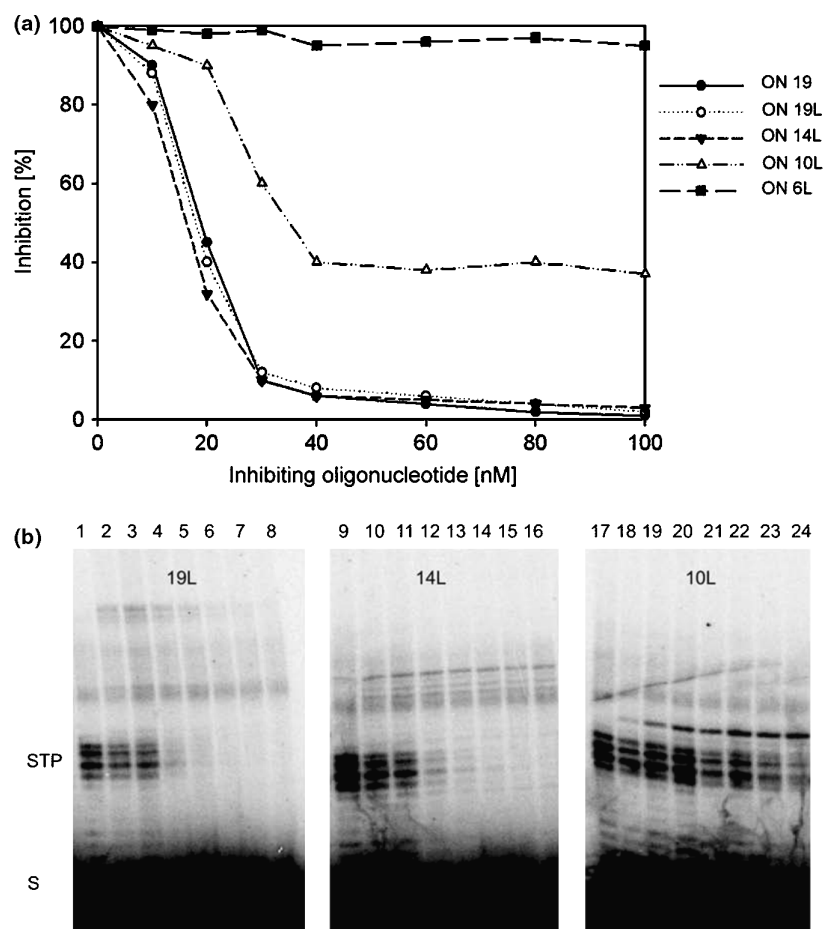 (a)
100
80
60
40
20
0
Inhibition [%]
0 20 40 60 80 100
Inhibiting oligonucleotide [nM]
ON 19
ON 19L
ON 14L
ON 10L
ON 6L
(b)
1 2 3 4 5 6 7 8
9 10 11 12 13 14 15 16
17 18 19 20 21 22 23 24
19L
14L
10L
STP
S